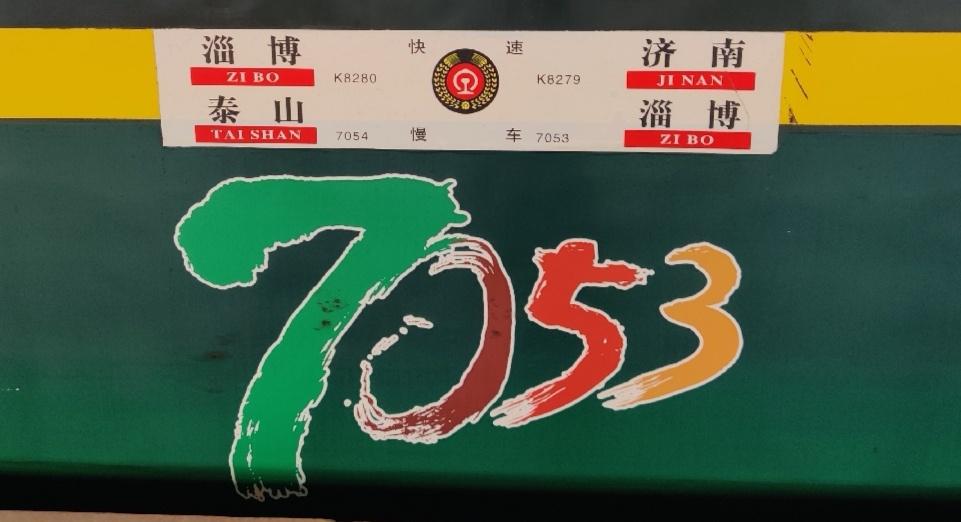 淄博 快速 济南
ZI BO K8280 K8279 JI NAN
泰山 淄博
TAI SHAN 7054 慢车 7053 ZI BO
7053